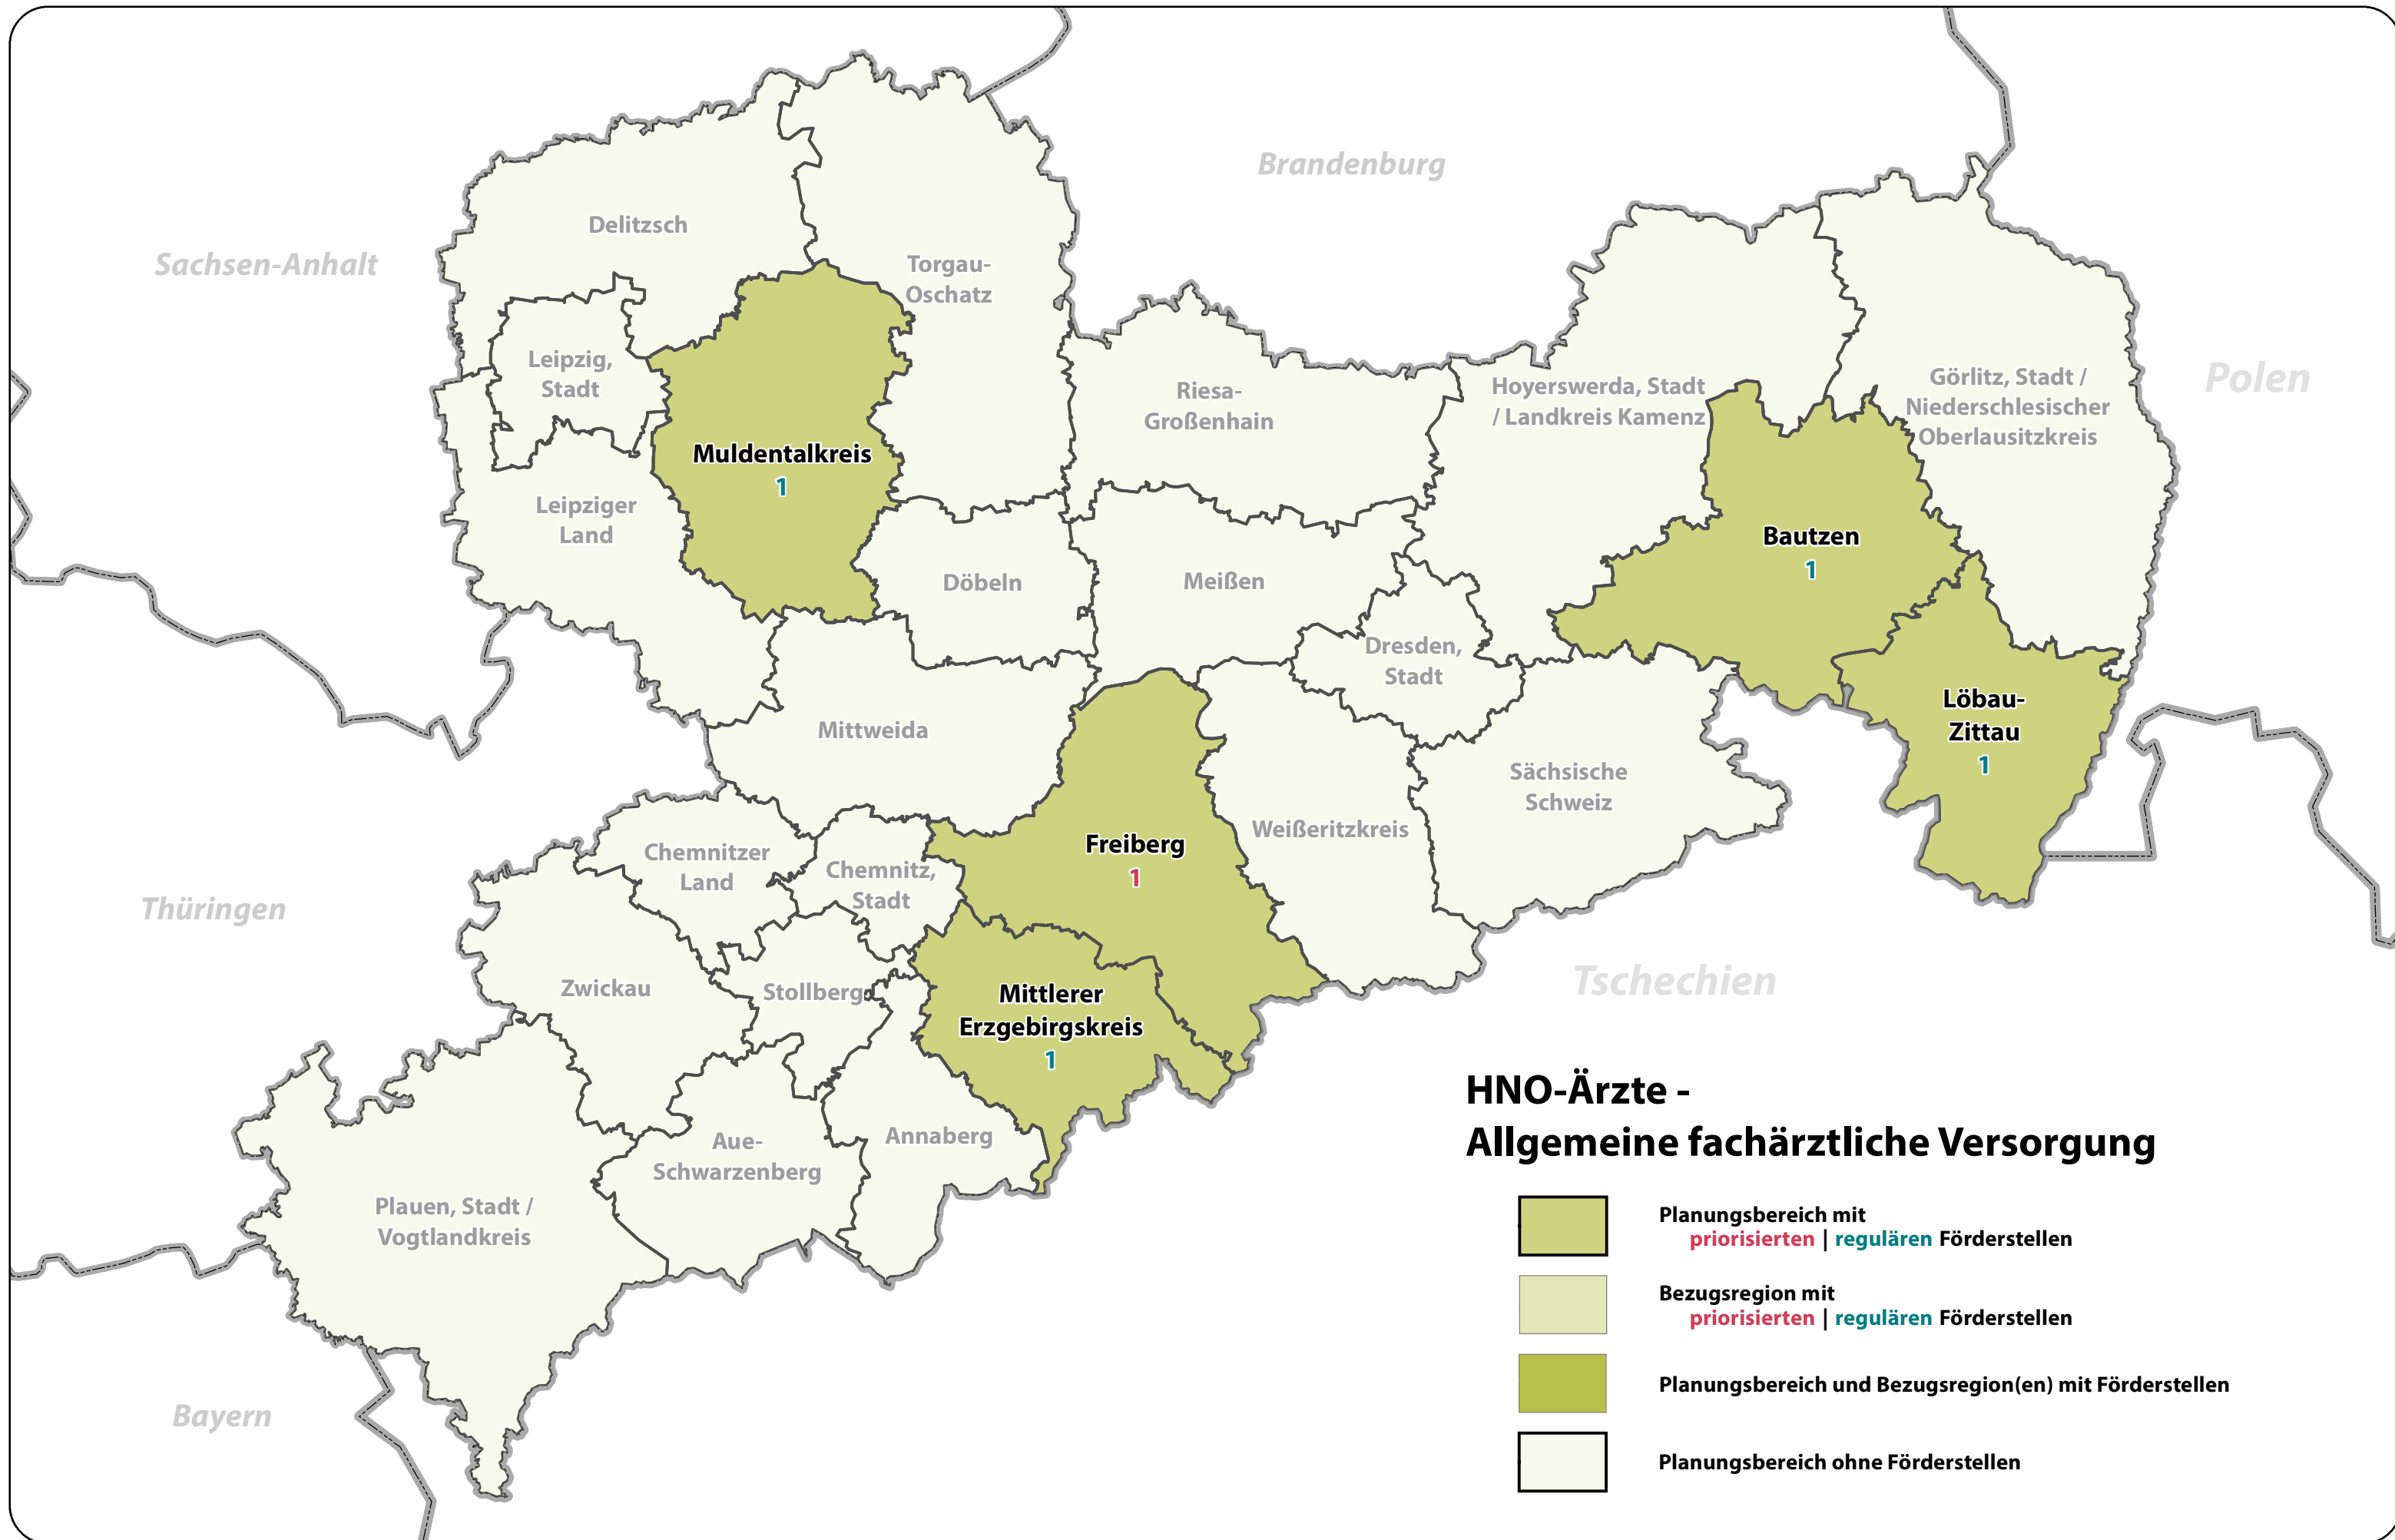 Brandenburg
Sachsen-Anhalt
Delitzsch
Torgau-
Oschatz
Leipzig,
Stadt
Riesa-
Großenhain
Hoyerswerda, Stadt
/ Landkreis Kamenz
Görlitz, Stadt /
Niederschlesischer
Oberlausitzkreis
Polen
Muldentalkreis
1
Leipziger
Land
Döbeln
Meißen
Bautzen
1
Dresden,
Stadt
Löbau-
Zittau
1
Mittweida
Sächsische
Schweiz
Weißeritzkreis
Freiberg
1
Chemnitzer
Land
Chemnitz,
Stadt
Thüringen
Zwickau
Stollberg
Mittlerer
Erzgebirgskreis
1
Tschechien
Aue-
Schwarzenberg
Annaberg
Plauen, Stadt /
Vogtlandkreis
Bayern
HNO-Ärzte -
Allgemeine fachärztliche Versorgung
Planungsbereich mit
priorisierten | regulären Förderstellen
Bezugsregion mit
priorisierten | regulären Förderstellen
Planungsbereich und Bezugsregion(en) mit Förderstellen
Planungsbereich ohne Förderstellen